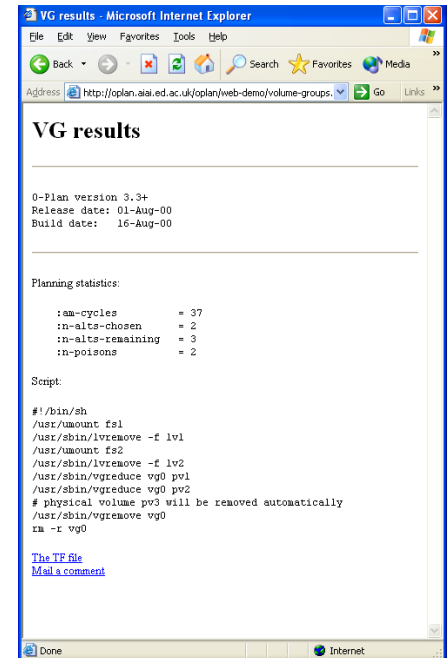 VG results - Microsoft Internet Explorer
File Edit View Favorites Tools Help
Back Search Favorites Media »
Address http://oplan.aiai.ed.ac.uk/oplan/web-demo/volume-groups. Go Links »
VG results
O-Plan version 3.3+
Release date: 01-Aug-00
Build date: 16-Aug-00
Planning statistics:
:am-cycles = 37
:n-alts-chosen = 2
:n-alts-remaining = 3
:n-poisons = 2
Script:
#!/bin/sh
/usr/umount fs1
/usr/sbin/lvremove -f lv1
/usr/umount fs2
/usr/sbin/lvremove -f lv2
/usr/sbin/vgreduce vg0 pv1
/usr/sbin/vgreduce vg0 pv2
# physical volume pv3 will be removed automatically
/usr/sbin/vgremove vg0
rm -r vg0
The TF file
Mail a comment
Done Internet